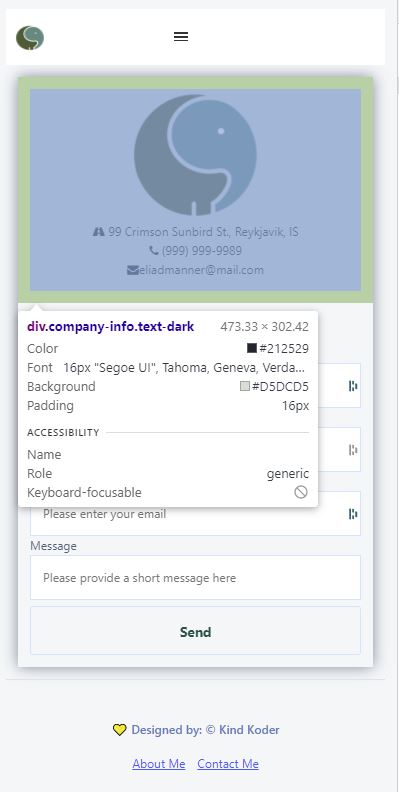 99 Crimson Sunbird St., Reykjavik, IS
(999) 999-9989
eliadmanner@mail.com
div.company-info.text-dark 473.33 × 302.42
Color #212529
Font 16px "Segoe UI", Tahoma, Geneva, Verda...
Background #D5DCD5
Padding 16px
ACCESSIBILITY
Name
Role generic
Keyboard-focusable
Please enter your email
Message
Please provide a short message here
Send
Designed by: © Kind Koder
About Me Contact Me